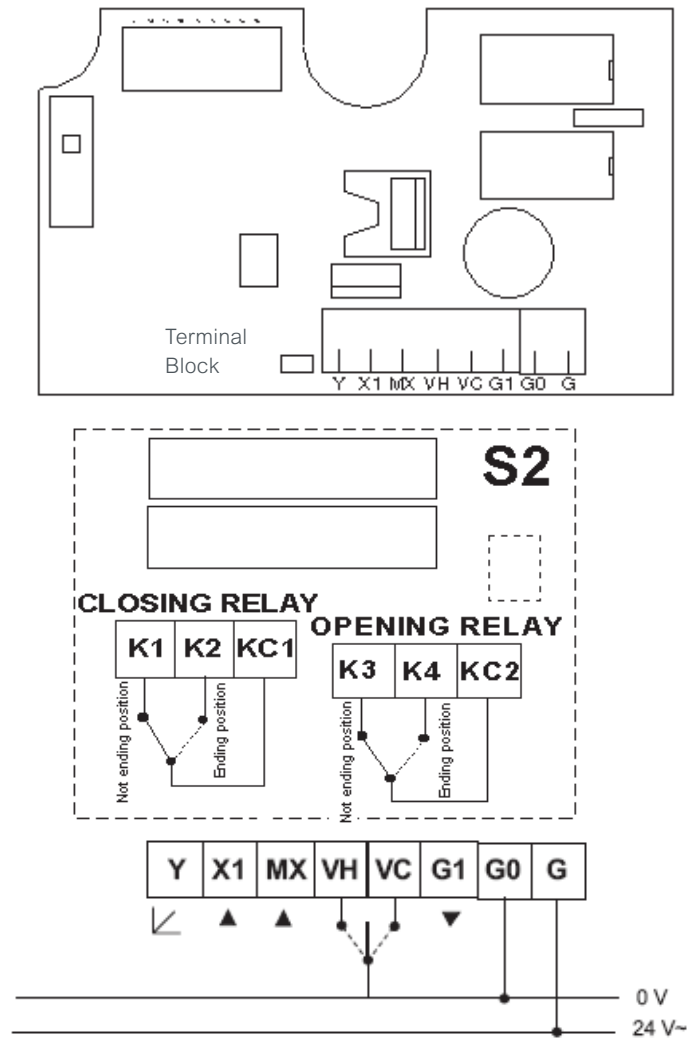 Terminal
Block
Y X1 MX VH VC G1 G0 G
S2
CLOSING RELAY
K1 K2 KC1
Not ending position
Ending position
OPENING RELAY
K3 K4 KC2
Not ending position
Ending position
Y X1 MX VH VC G1 G0 G
0 V
24 V~